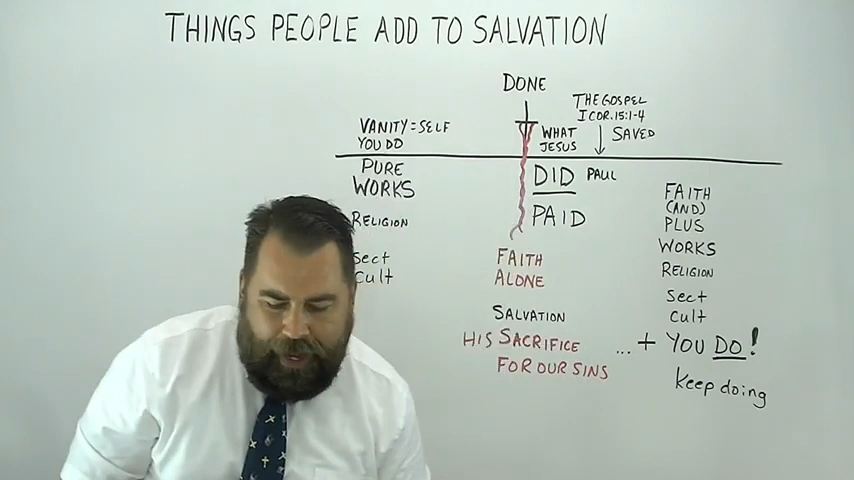 THINGS PEOPLE ADD TO SALVATION
DONE
THE GOSPEL
I COR. 15:1-4
SAVED
VANITY = SELF
YOU DO
WHAT
JESUS
PURE
WORKS
RELIGION
Sect
Cult
DID
PAUL
PAID
FAITH
ALONE
SALVATION
HIS SACRIFICE
FOR OUR SINS
FAITH
(AND)
PLUS
WORKS
RELIGION
Sect
Cult
... + YOU DO!
Keep doing